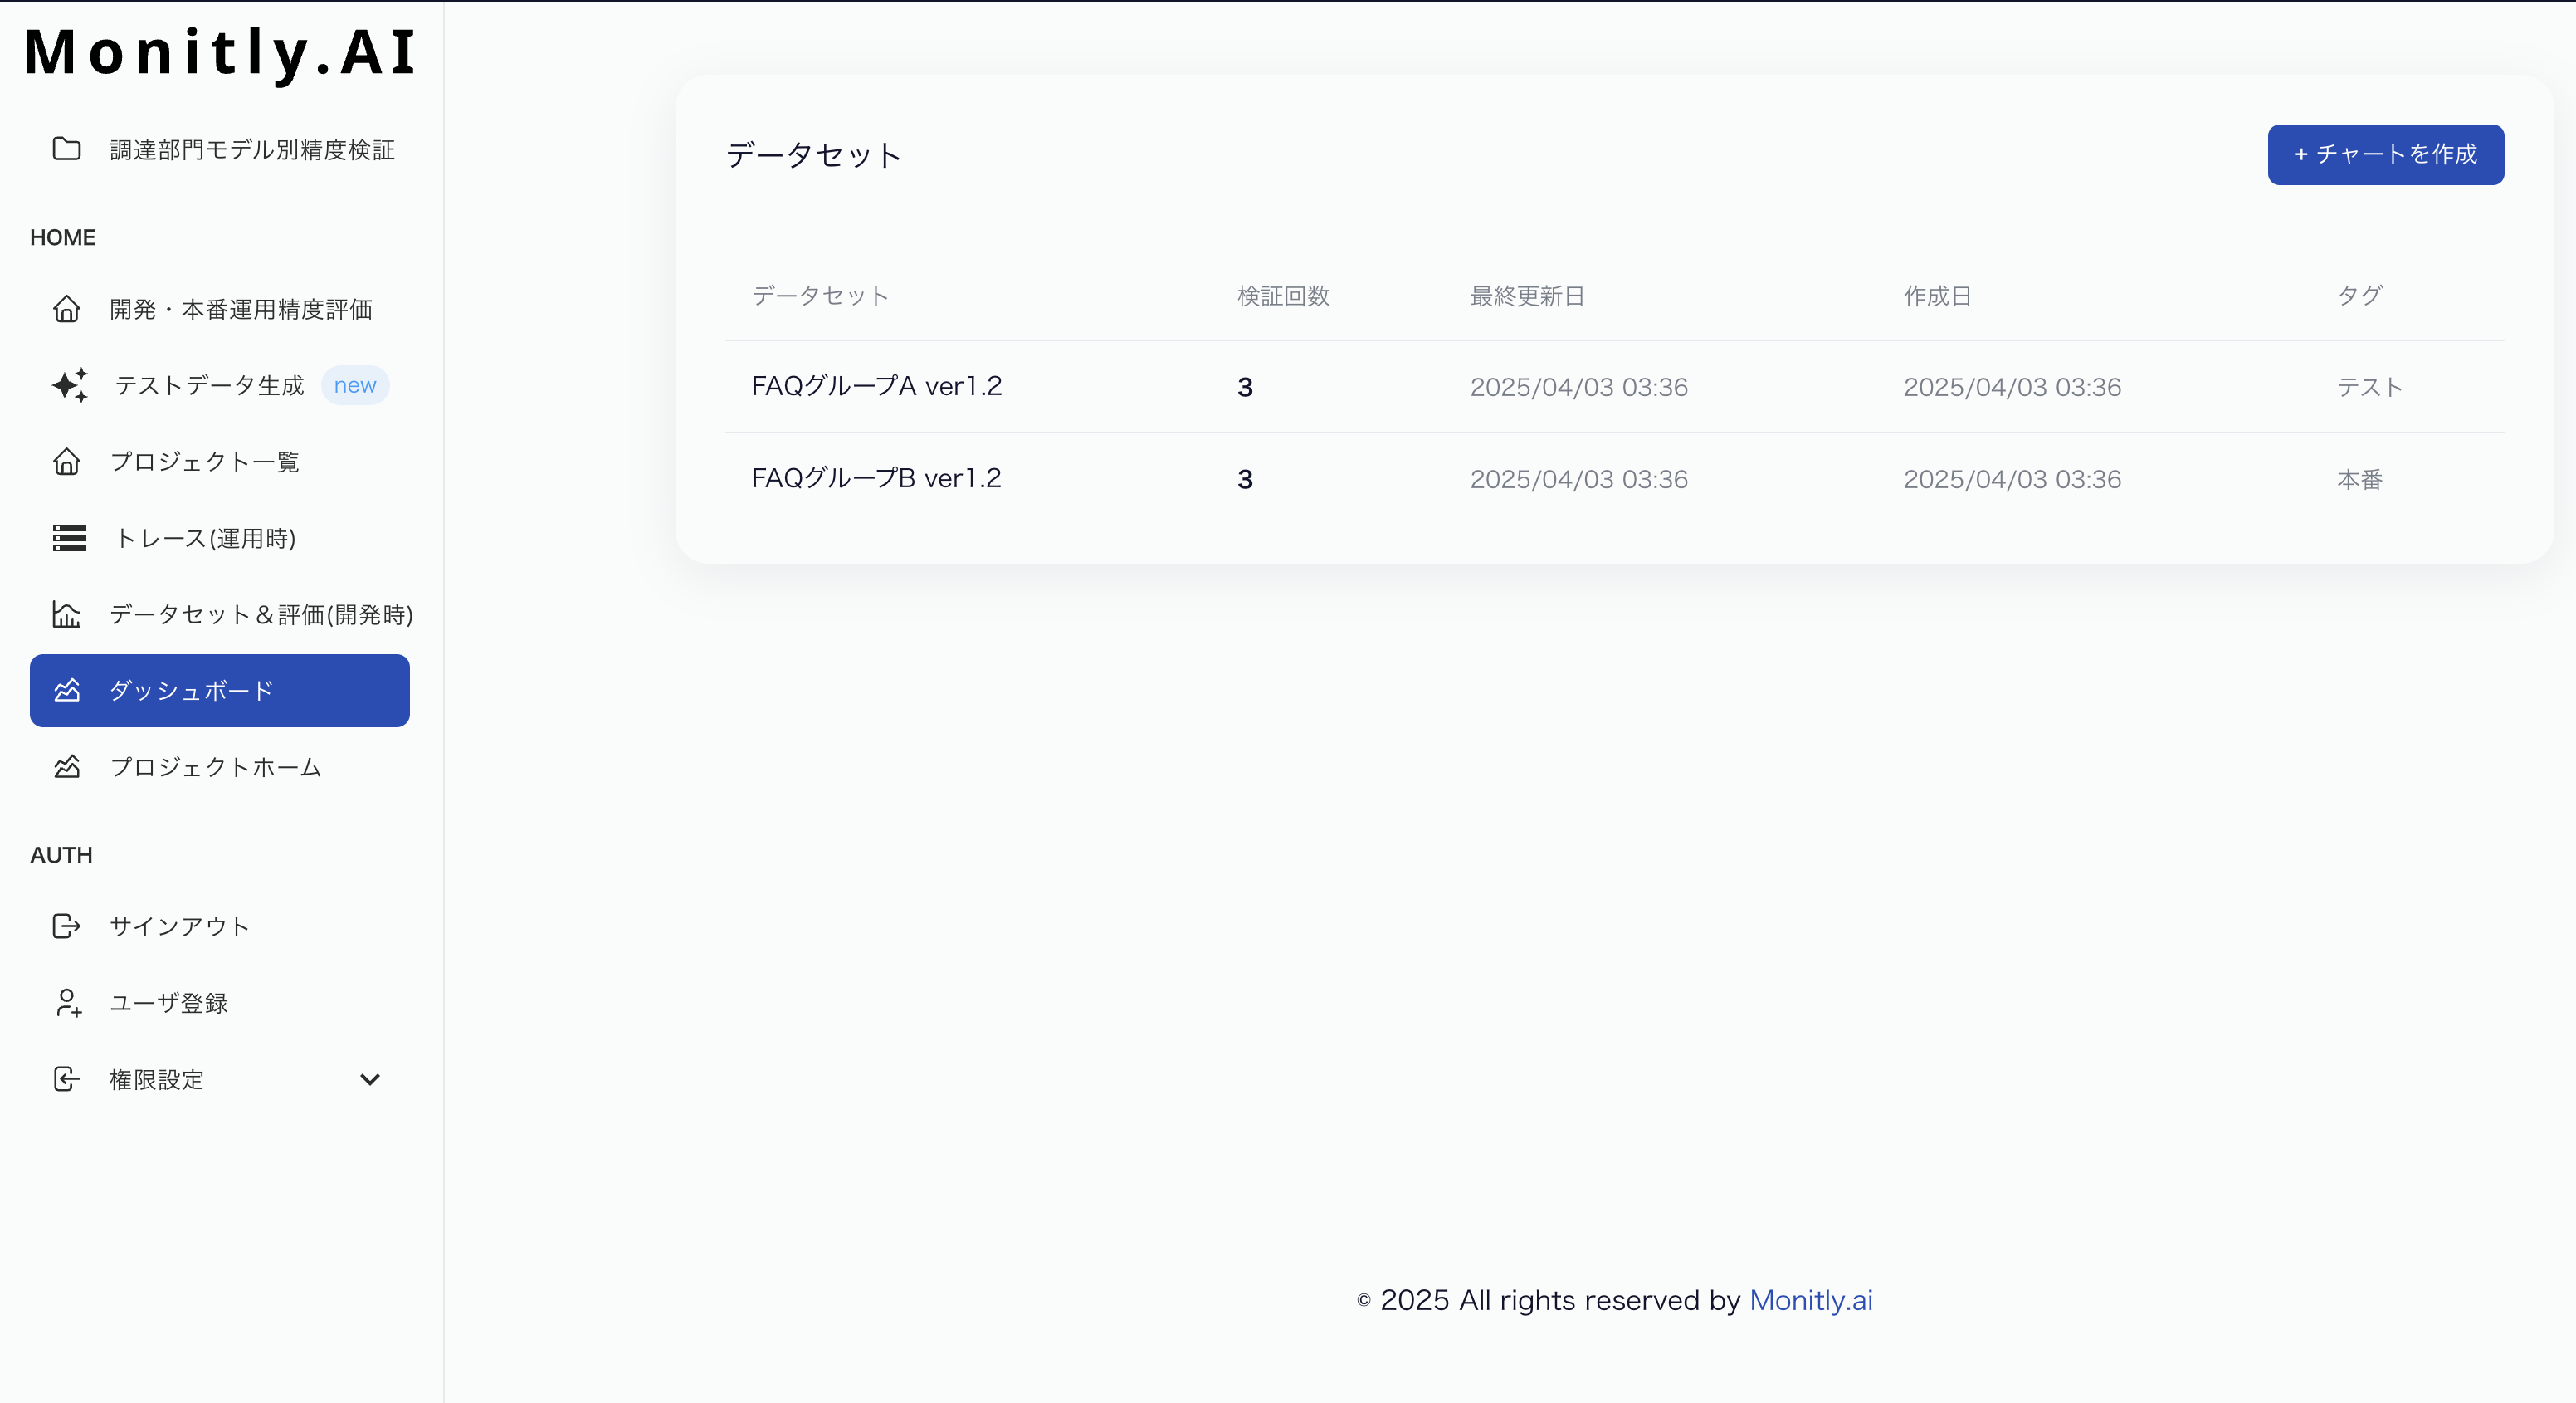 Monitly.AI
調達部門モデル別精度検証
HOME
開発・本番運用精度評価
テストデータ生成 new
プロジェクト一覧
トレース(運用時)
データセット＆評価(開発時)
ダッシュボード
プロジェクトホーム
AUTH
サインアウト
ユーザ登録
権限設定
データセット
+ チャートを作成
データセット 検証回数 最終更新日 作成日 タグ
FAQグループA ver1.2 3 2025/04/03 03:36 2025/04/03 03:36 テスト
FAQグループB ver1.2 3 2025/04/03 03:36 2025/04/03 03:36 本番
© 2025 All rights reserved by Monitly.ai